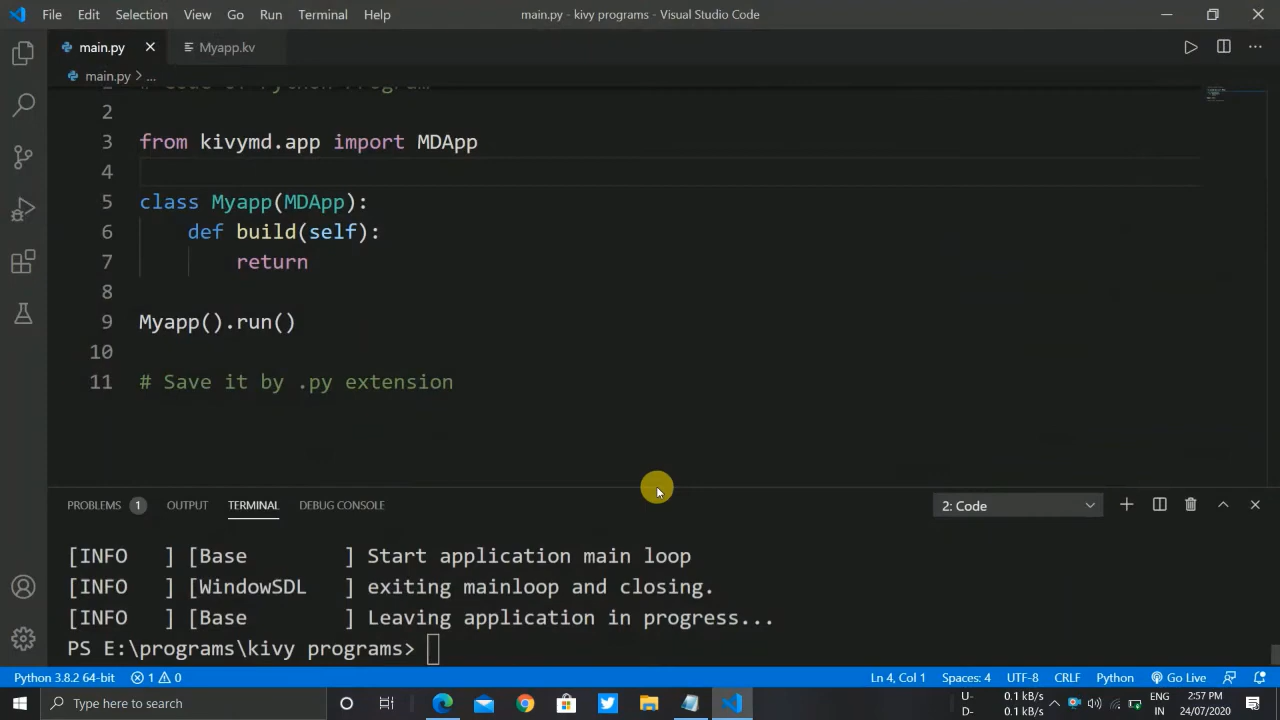 File Edit Selection View Go Run Terminal Help main.py - kivy programs - Visual Studio Code
main.py Myapp.kv
main.py > ...
2
3 from kivymd.app import MDApp
4
5 class Myapp(MDApp):
6 def build(self):
7 return
8
9 Myapp().run()
10
11 # Save it by .py extension
PROBLEMS 1 OUTPUT TERMINAL DEBUG CONSOLE 2: Code
[INFO ] [Base ] Start application main loop
[INFO ] [WindowSDL ] exiting mainloop and closing.
[INFO ] [Base ] Leaving application in progress...
PS E:\programs\kivy programs>
Python 3.8.2 64-bit 1 0 Ln 4, Col 1 Spaces: 4 UTF-8 CRLF Python Go Live
Type here to search
U- 0.1 kB/s ENG 2:57 PM
D- 0.1 kB/s IN 24/07/2020